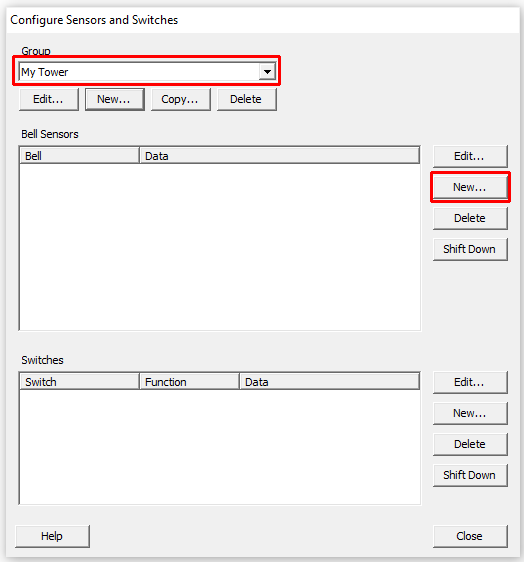 Configure Sensors and Switches
Group
My Tower
Edit... New... Copy... Delete
Bell Sensors
Bell Data
Edit...
New...
Delete
Shift Down
Switches
Switch Function Data
Edit...
New...
Delete
Shift Down
Help Close